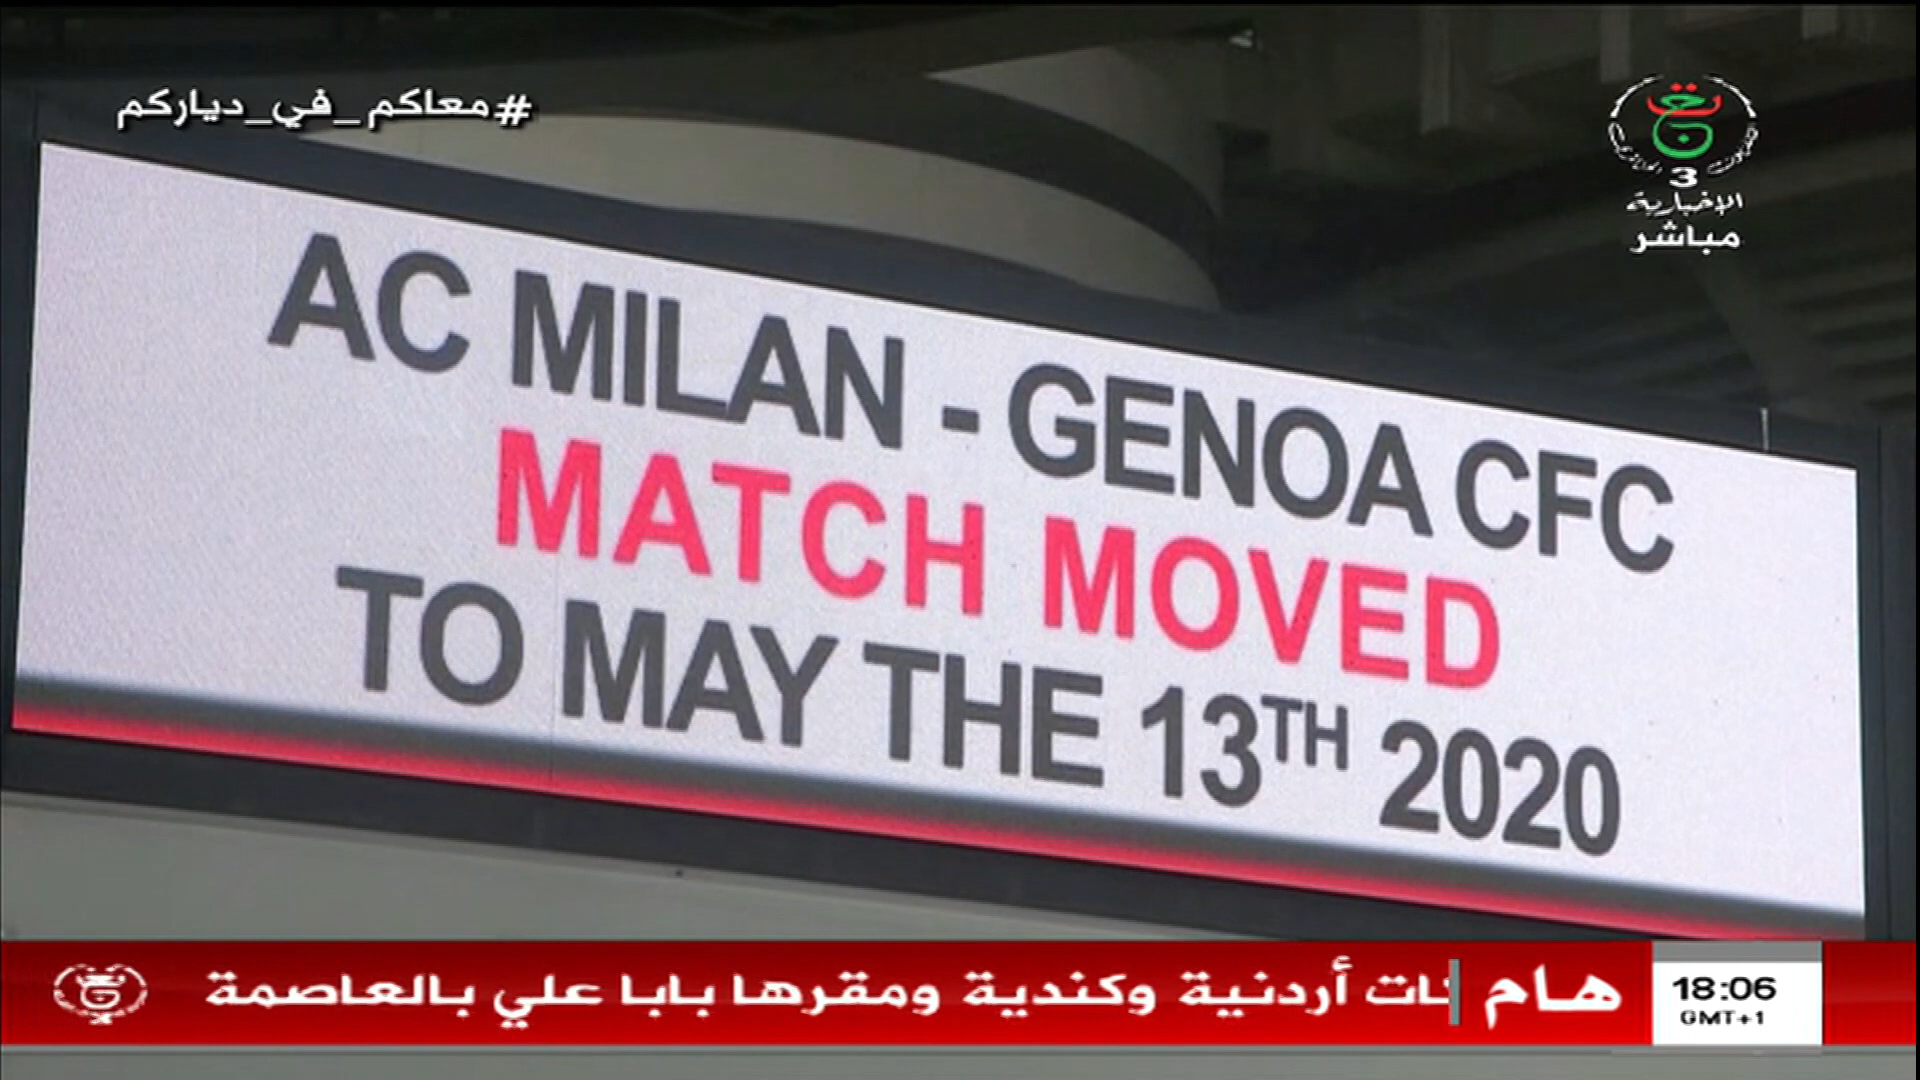 #معاكم_في_دياركم
3
الإخبارية
مباشر
AC MILAN - GENOA CFC
MATCH MOVED
TO MAY THE 13TH 2020
هام
أردنية وكندية ومقرها بابا علي بالعاصمة
18:06
GMT+1